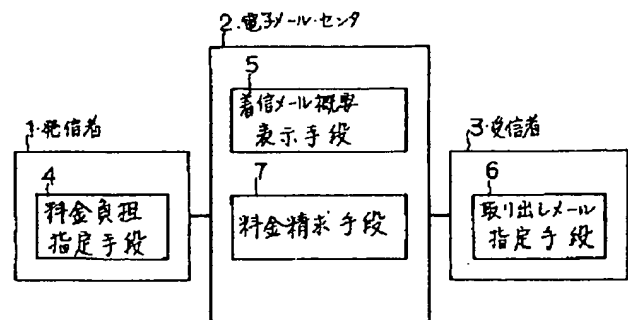 2.電子メール・センタ
5
着信メール概要
表示手段
1.発信者
4
料金負担
指定手段
7
料金精求手段
3.受信者
6
取り出しメール
指定手段